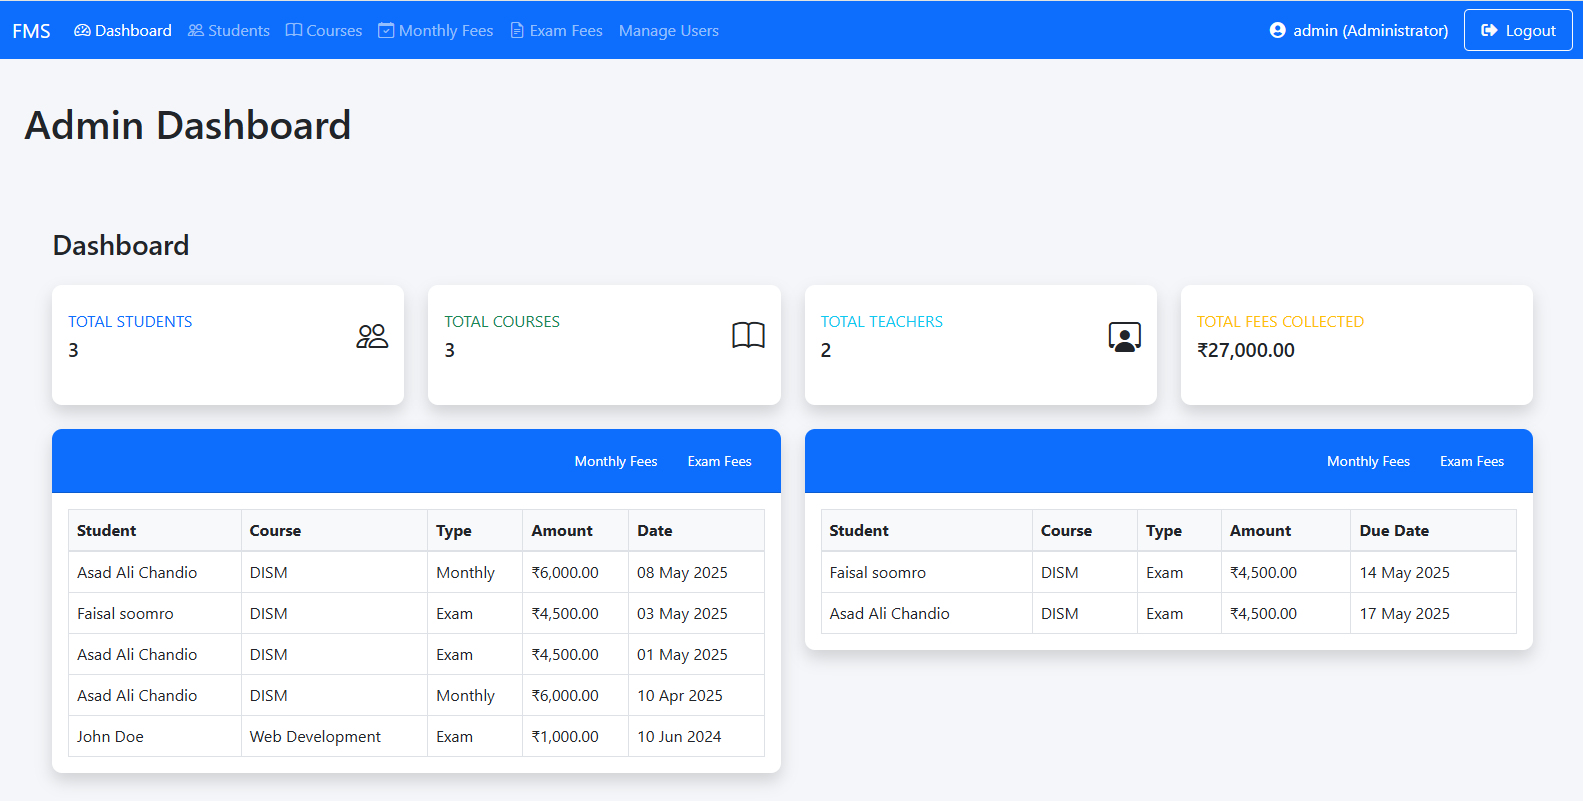 FMS Dashboard Students Courses Monthly Fees Exam Fees Manage Users admin (Administrator) Logout
Admin Dashboard
Dashboard
TOTAL STUDENTS
3
TOTAL COURSES
3
TOTAL TEACHERS
2
TOTAL FEES COLLECTED
₹27,000.00
Monthly Fees Exam Fees
Student Course Type Amount Date
Asad Ali Chandio DISM Monthly ₹6,000.00 08 May 2025
Faisal soomro DISM Exam ₹4,500.00 03 May 2025
Asad Ali Chandio DISM Exam ₹4,500.00 01 May 2025
Asad Ali Chandio DISM Monthly ₹6,000.00 10 Apr 2025
John Doe Web Development Exam ₹1,000.00 10 Jun 2024
Monthly Fees Exam Fees
Student Course Type Amount Due Date
Faisal soomro DISM Exam ₹4,500.00 14 May 2025
Asad Ali Chandio DISM Exam ₹4,500.00 17 May 2025